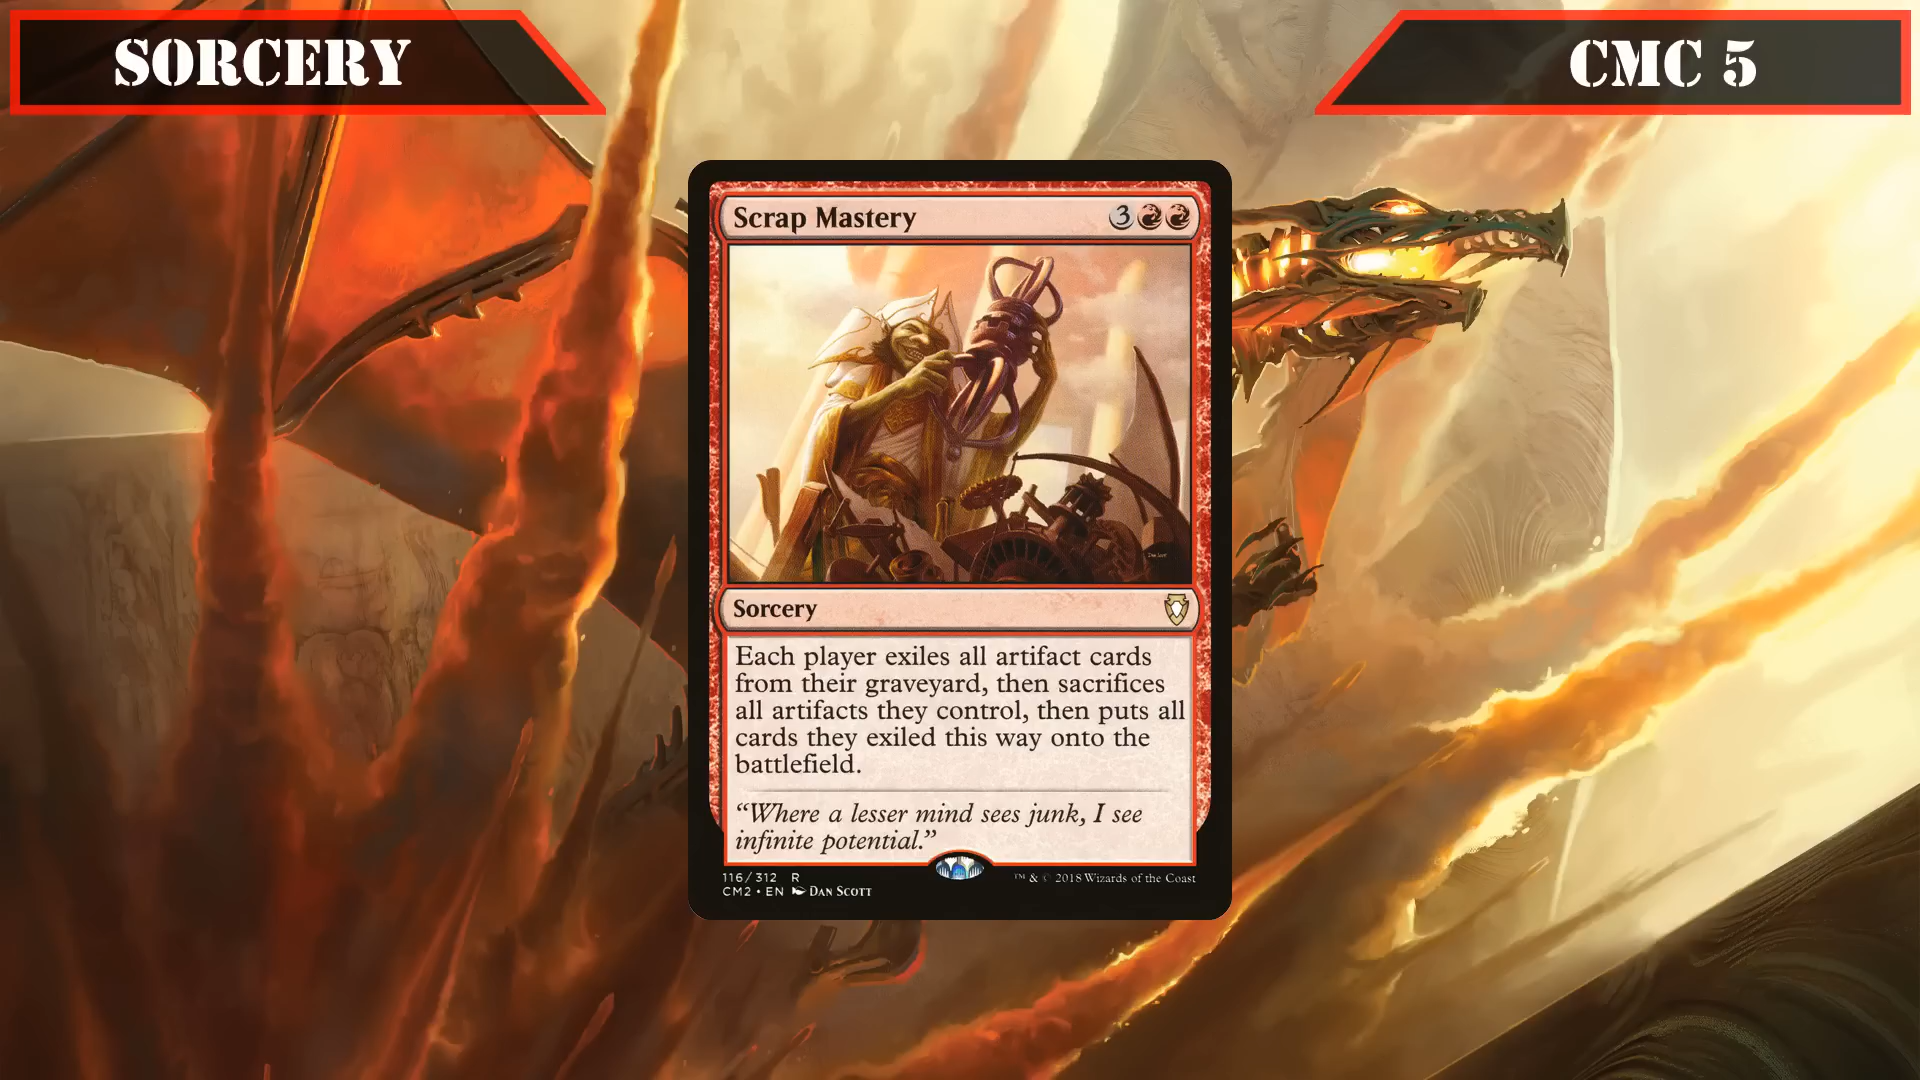 SORCERY
CMC 5
Scrap Mastery
3
Sorcery
Each player exiles all artifact cards
from their graveyard, then sacrifices
all artifacts they control, then puts all
cards they exiled this way onto the
battlefield.
“Where a lesser mind sees junk, I see
infinite potential.”
116/312 R
CM2 • EN DAN SCOTT
™ & © 2018 Wizards of the Coast